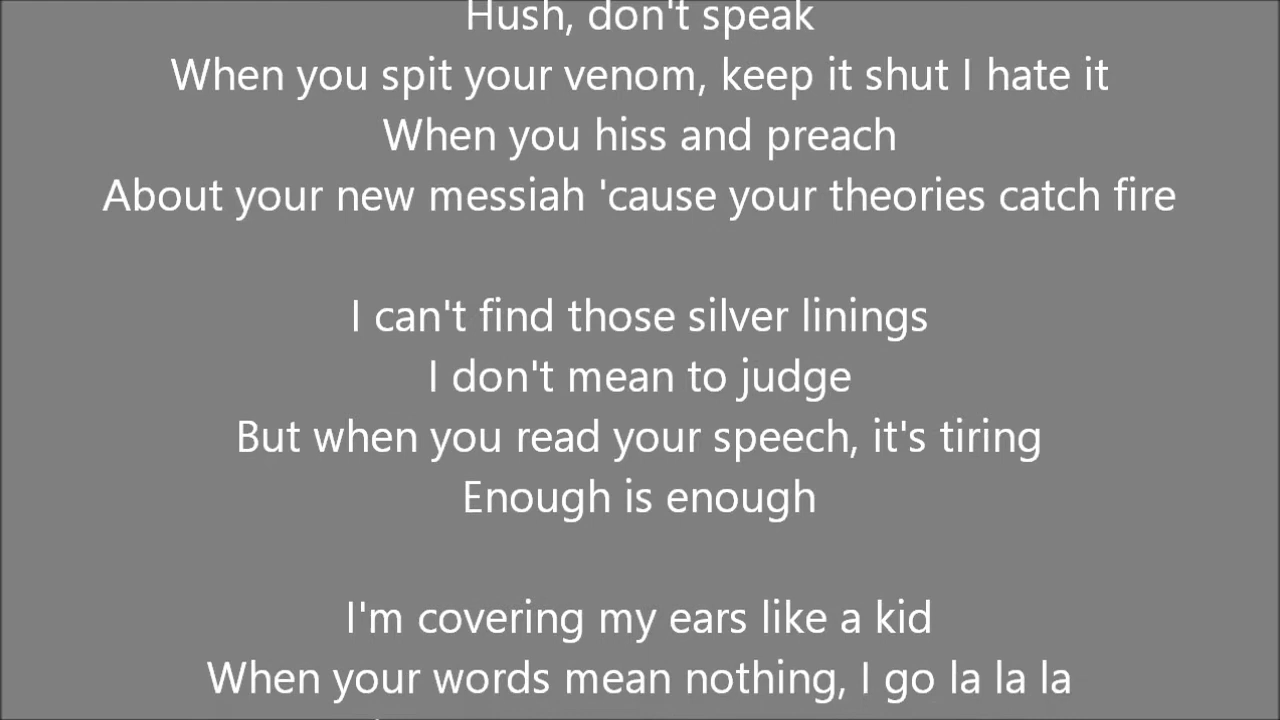 Hush, don't speak
When you spit your venom, keep it shut I hate it
When you hiss and preach
About your new messiah 'cause your theories catch fire
I can't find those silver linings
I don't mean to judge
But when you read your speech, it's tiring
Enough is enough
I'm covering my ears like a kid
When your words mean nothing, I go la la la